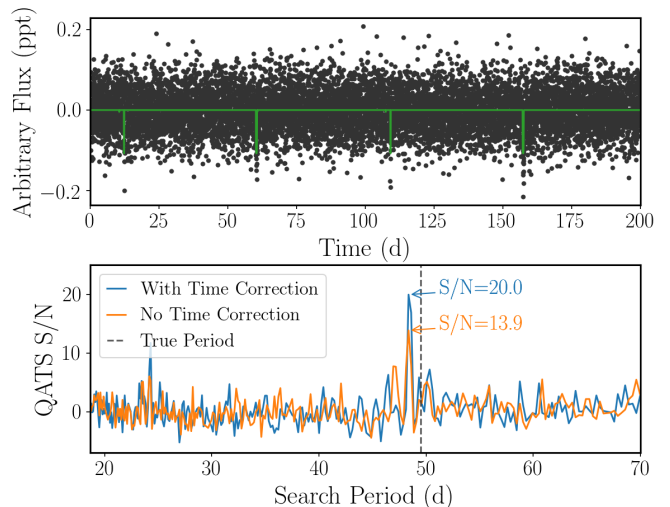 Arbitrary Flux (ppt)
0.2
0.0
−0.2
0 25 50 75 100 125 150 175 200
Time (d)
QATS S/N
20
10
0
With Time Correction
No Time Correction
True Period
S/N=20.0
S/N=13.9
20 30 40 50 60 70
Search Period (d)